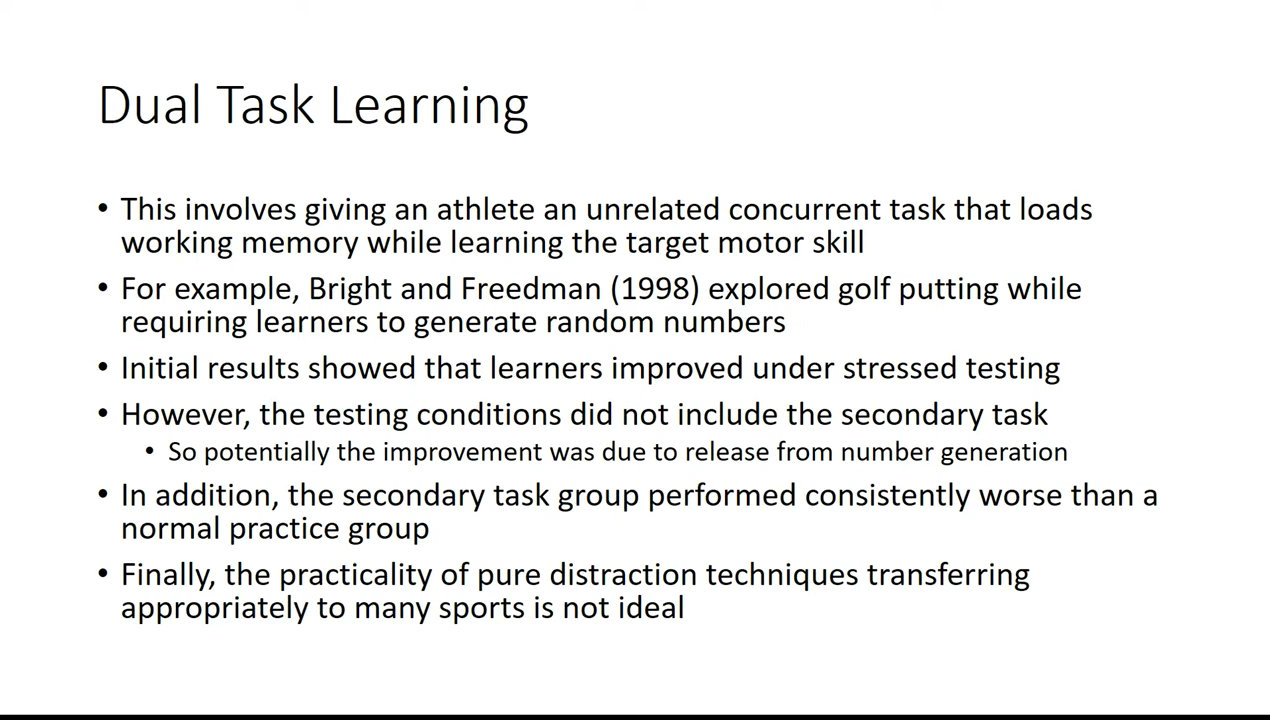 Dual Task Learning
• This involves giving an athlete an unrelated concurrent task that loads
working memory while learning the target motor skill
• For example, Bright and Freedman (1998) explored golf putting while
requiring learners to generate random numbers
• Initial results showed that learners improved under stressed testing
• However, the testing conditions did not include the secondary task
• So potentially the improvement was due to release from number generation
• In addition, the secondary task group performed consistently worse than a
normal practice group
• Finally, the practicality of pure distraction techniques transferring
appropriately to many sports is not ideal